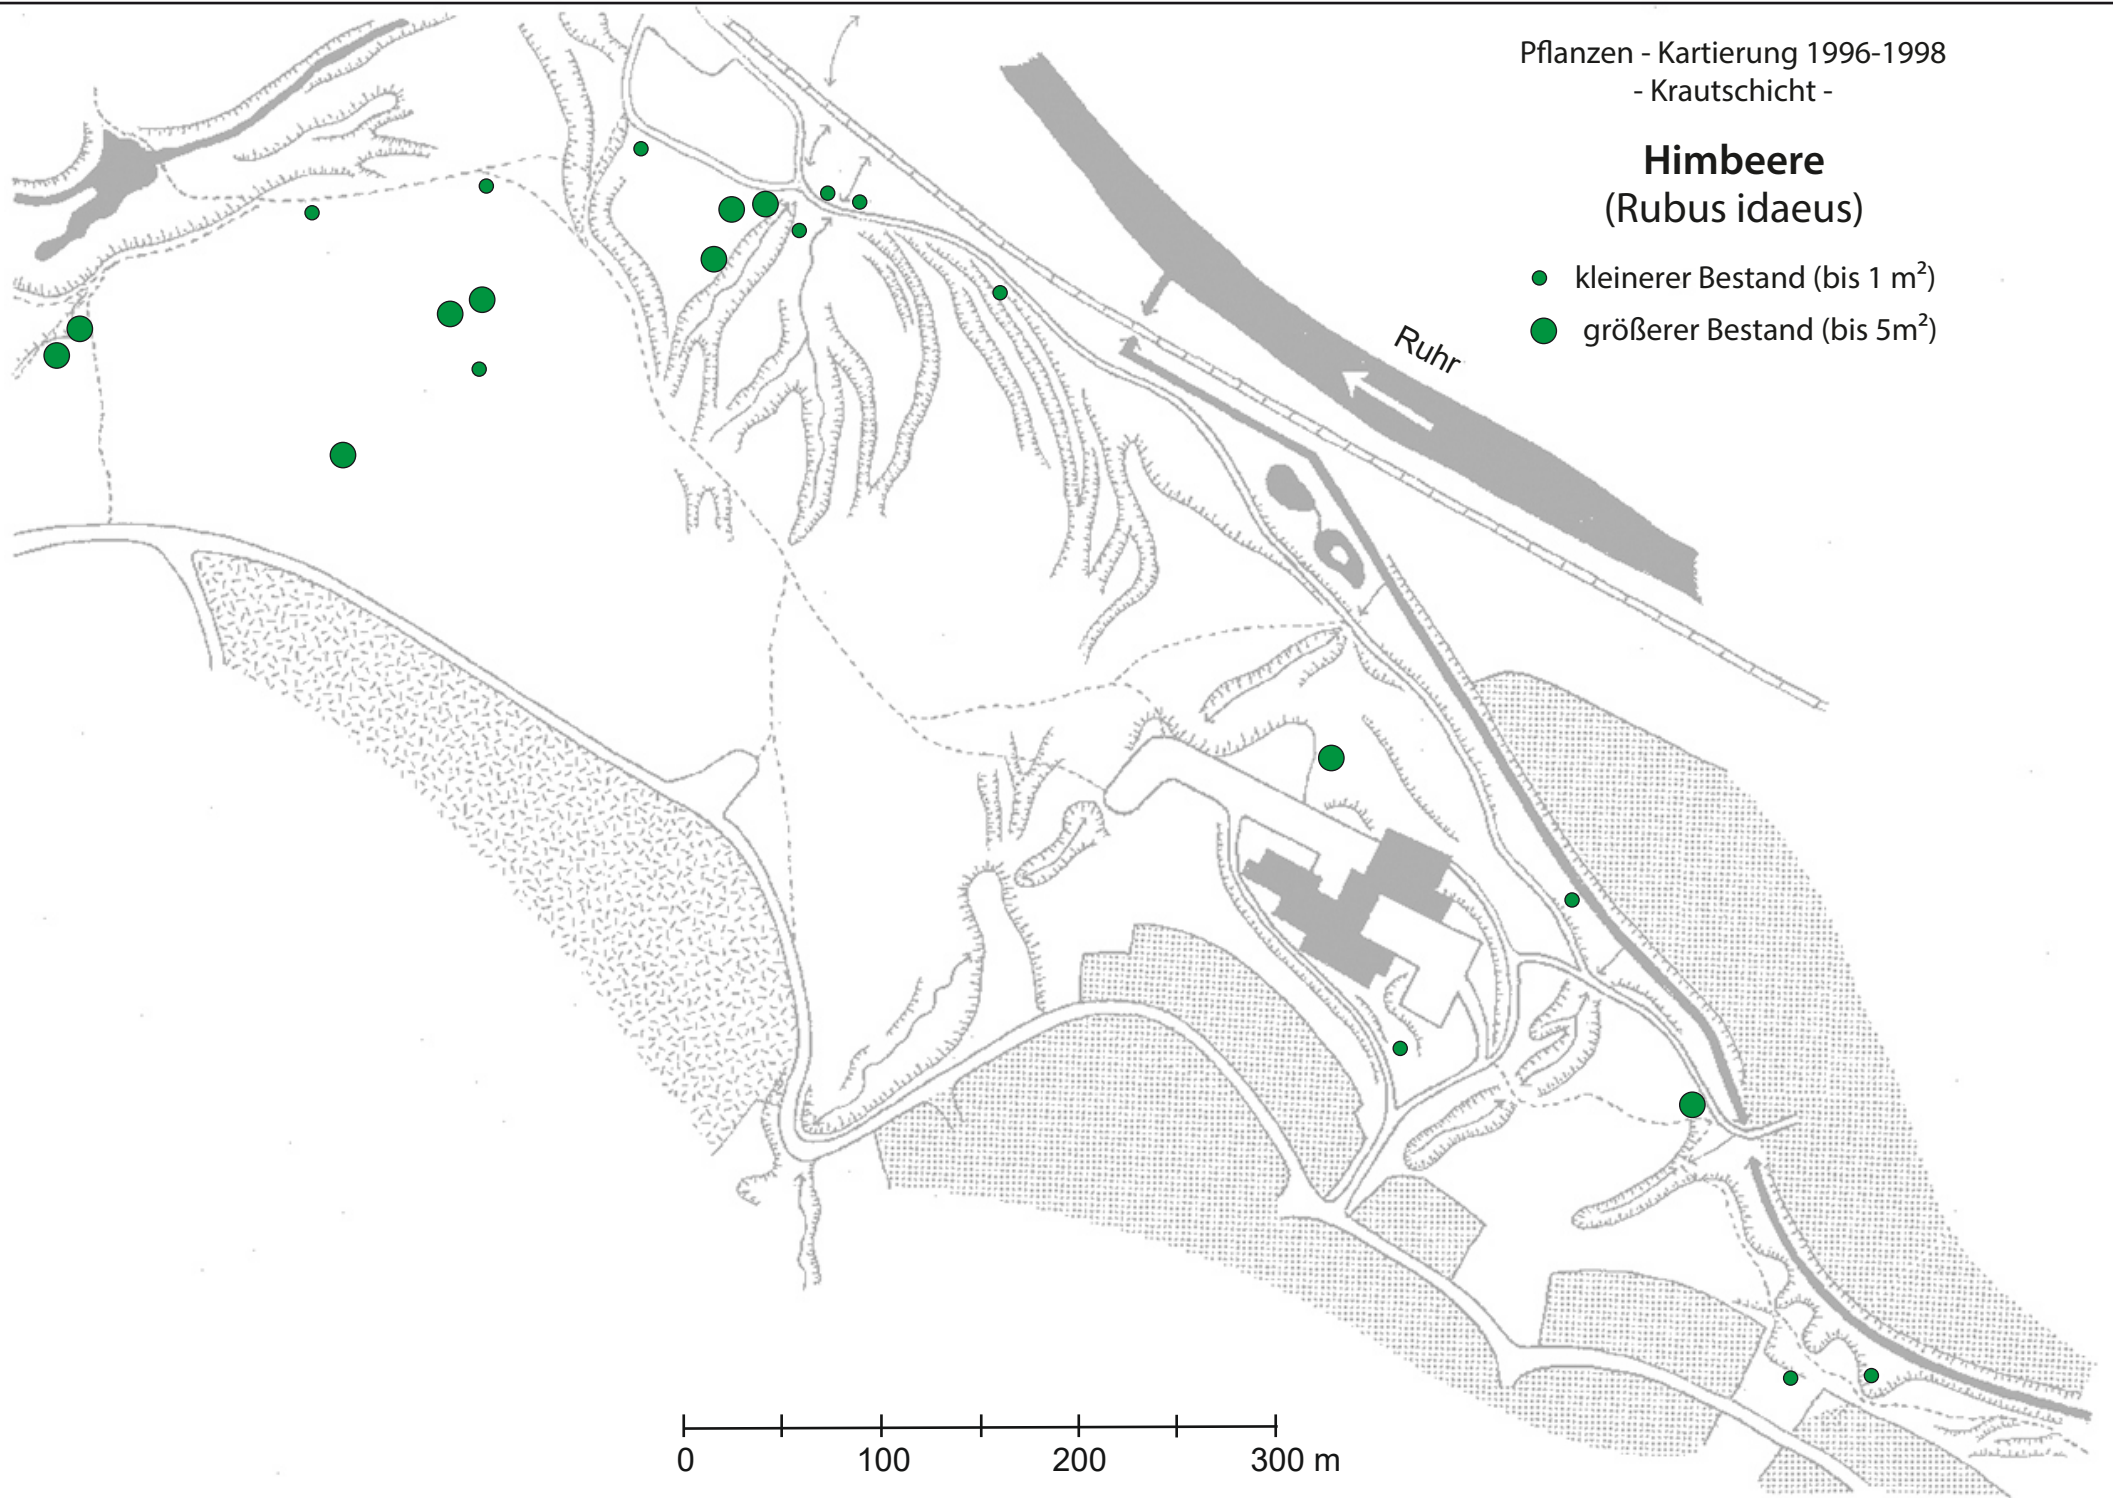 Pflanzen - Kartierung 1996-1998
- Krautschicht -
Himbeere
(Rubus idaeus)
kleinerer Bestand (bis 1 m²)
größerer Bestand (bis 5m²)
Ruhr
0 100 200 300 m